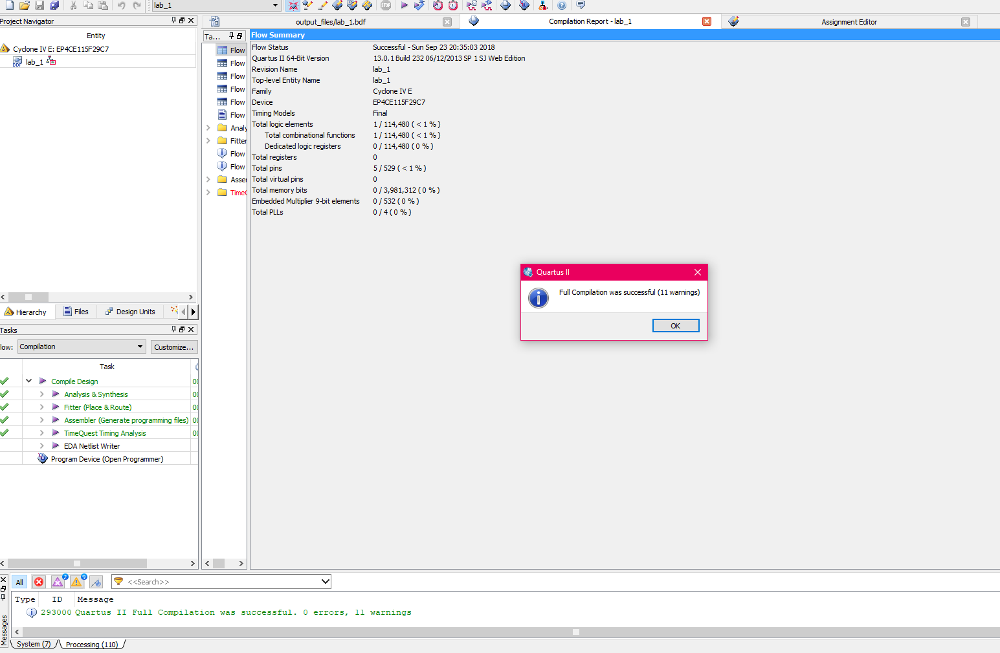 lab_1
STOP
Project Navigator
Entity
Cyclone IV E: EP4CE115F29C7
lab_1
Hierarchy
Files
Design Units
Tasks
low:
Compilation
Customize...
Task
Compile Design
00
Analysis & Synthesis
00
Fitter (Place & Route)
00
Assembler (Generate programming files)
00
TimeQuest Timing Analysis
00
EDA Netlist Writer
Program Device (Open Programmer)
output_files/lab_1.bdf
Compilation Report - lab_1
Assignment Editor
Ta...
Flow
Flow
Flow
Flow
Flow
Flow
Analy
Fitter
Flow
Flow
Asse
TimeQ
Flow Summary
Flow Status Successful - Sun Sep 23 20:35:03 2018
Quartus II 64-Bit Version 13.0.1 Build 232 06/12/2013 SP 1 SJ Web Edition
Revision Name lab_1
Top-level Entity Name lab_1
Family Cyclone IV E
Device EP4CE115F29C7
Timing Models Final
Total logic elements 1 / 114,480 ( < 1 % )
Total combinational functions 1 / 114,480 ( < 1 % )
Dedicated logic registers 0 / 114,480 ( 0 % )
Total registers 0
Total pins 5 / 529 ( < 1 % )
Total virtual pins 0
Total memory bits 0 / 3,981,312 ( 0 % )
Embedded Multiplier 9-bit elements 0 / 532 ( 0 % )
Total PLLs 0 / 4 ( 0 % )
Quartus II
Full Compilation was successful (11 warnings)
OK
All
2
9
<<Search>>
Type ID Message
293000 Quartus II Full Compilation was successful. 0 errors, 11 warnings
Messages
System (7)
Processing (110)